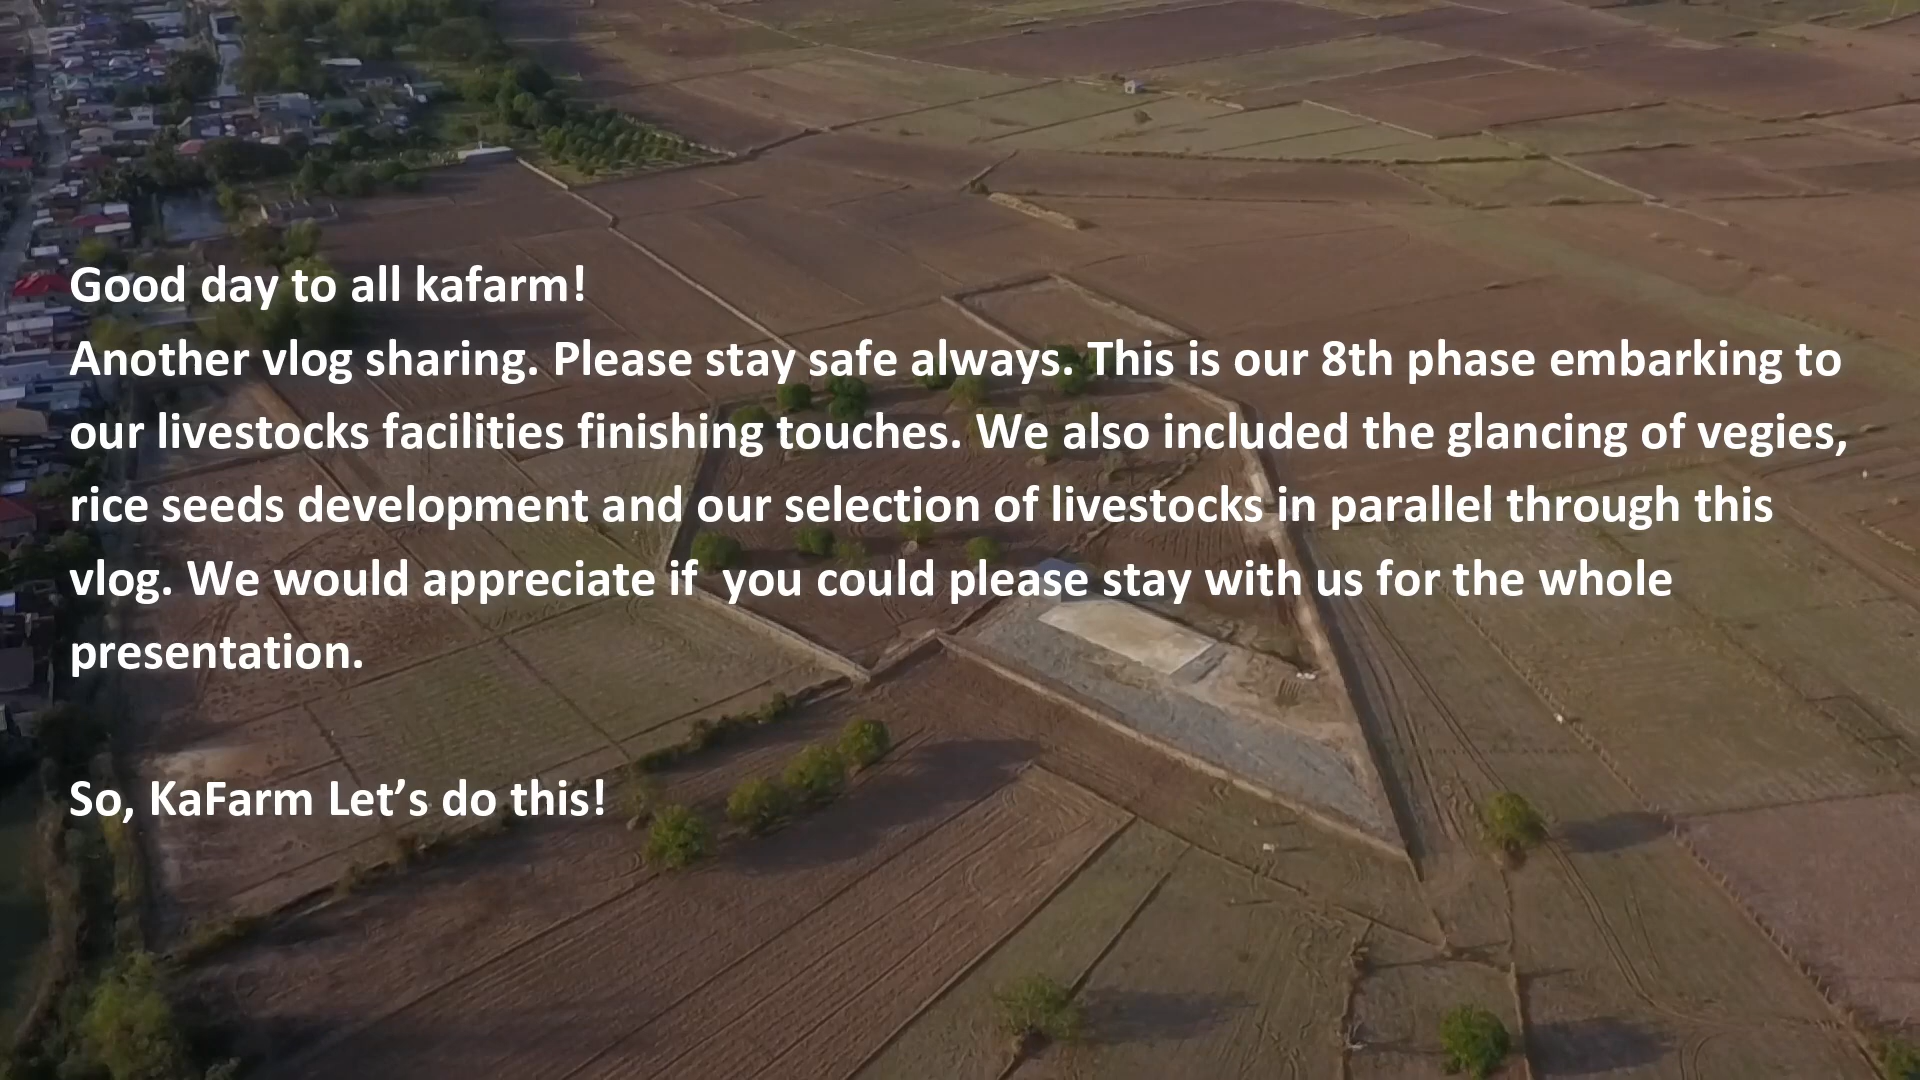 Good day to all kafarm!
Another vlog sharing. Please stay safe always. This is our 8th phase embarking to
our livestocks facilities finishing touches. We also included the glancing of vegies,
rice seeds development and our selection of livestocks in parallel through this
vlog. We would appreciate if  you could please stay with us for the whole
presentation.
So, KaFarm Let’s do this!